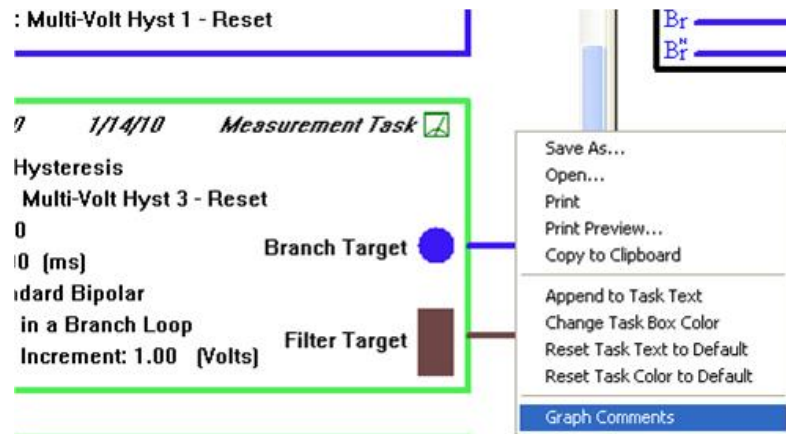 : Multi-Volt Hyst 1 - Reset
Br
Br N
1/14/10 Measurement Task
Hysteresis
Multi-Volt Hyst 3 - Reset
0
0 (ms)
Branch Target
dard Bipolar
in a Branch Loop
Increment: 1.00 (Volts)
Filter Target
Save As...
Open...
Print
Print Preview...
Copy to Clipboard
Append to Task Text
Change Task Box Color
Reset Task Text to Default
Reset Task Color to Default
Graph Comments